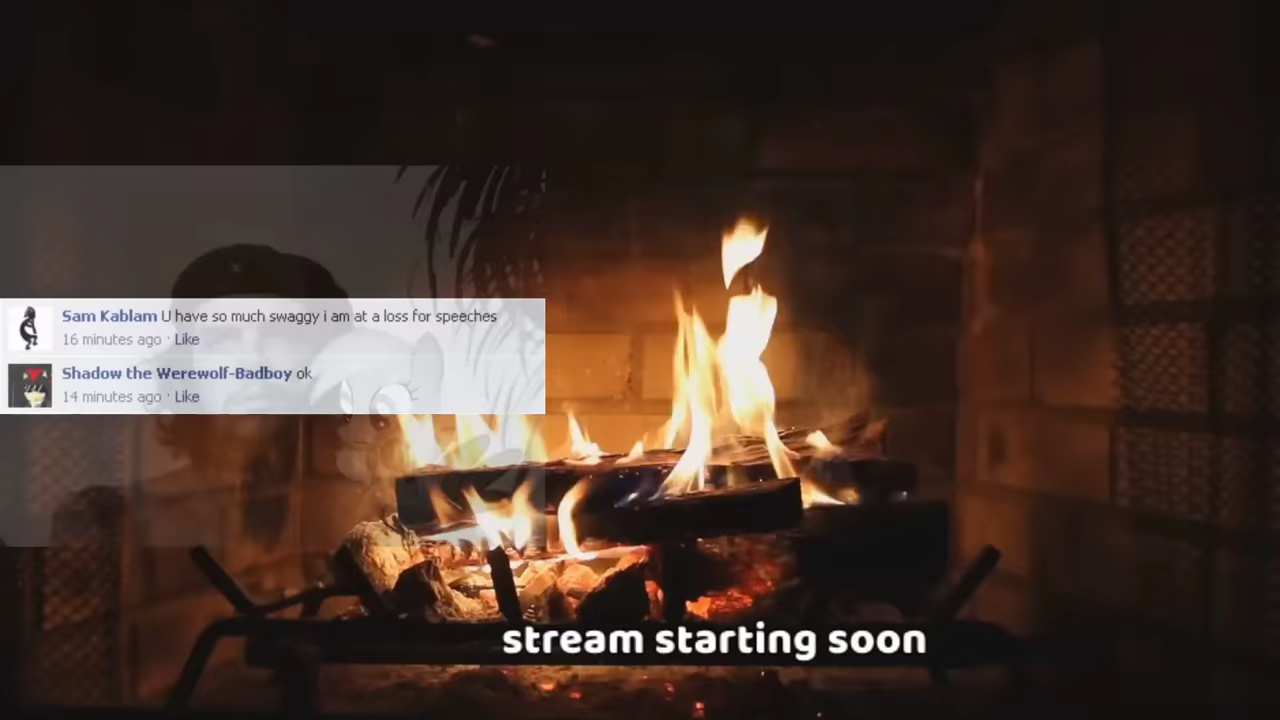 Sam Kablam U have so much swaggy i am at a loss for speeches
16 minutes ago · Like
Shadow the Werewolf-Badboy ok
14 minutes ago · Like
stream starting soon